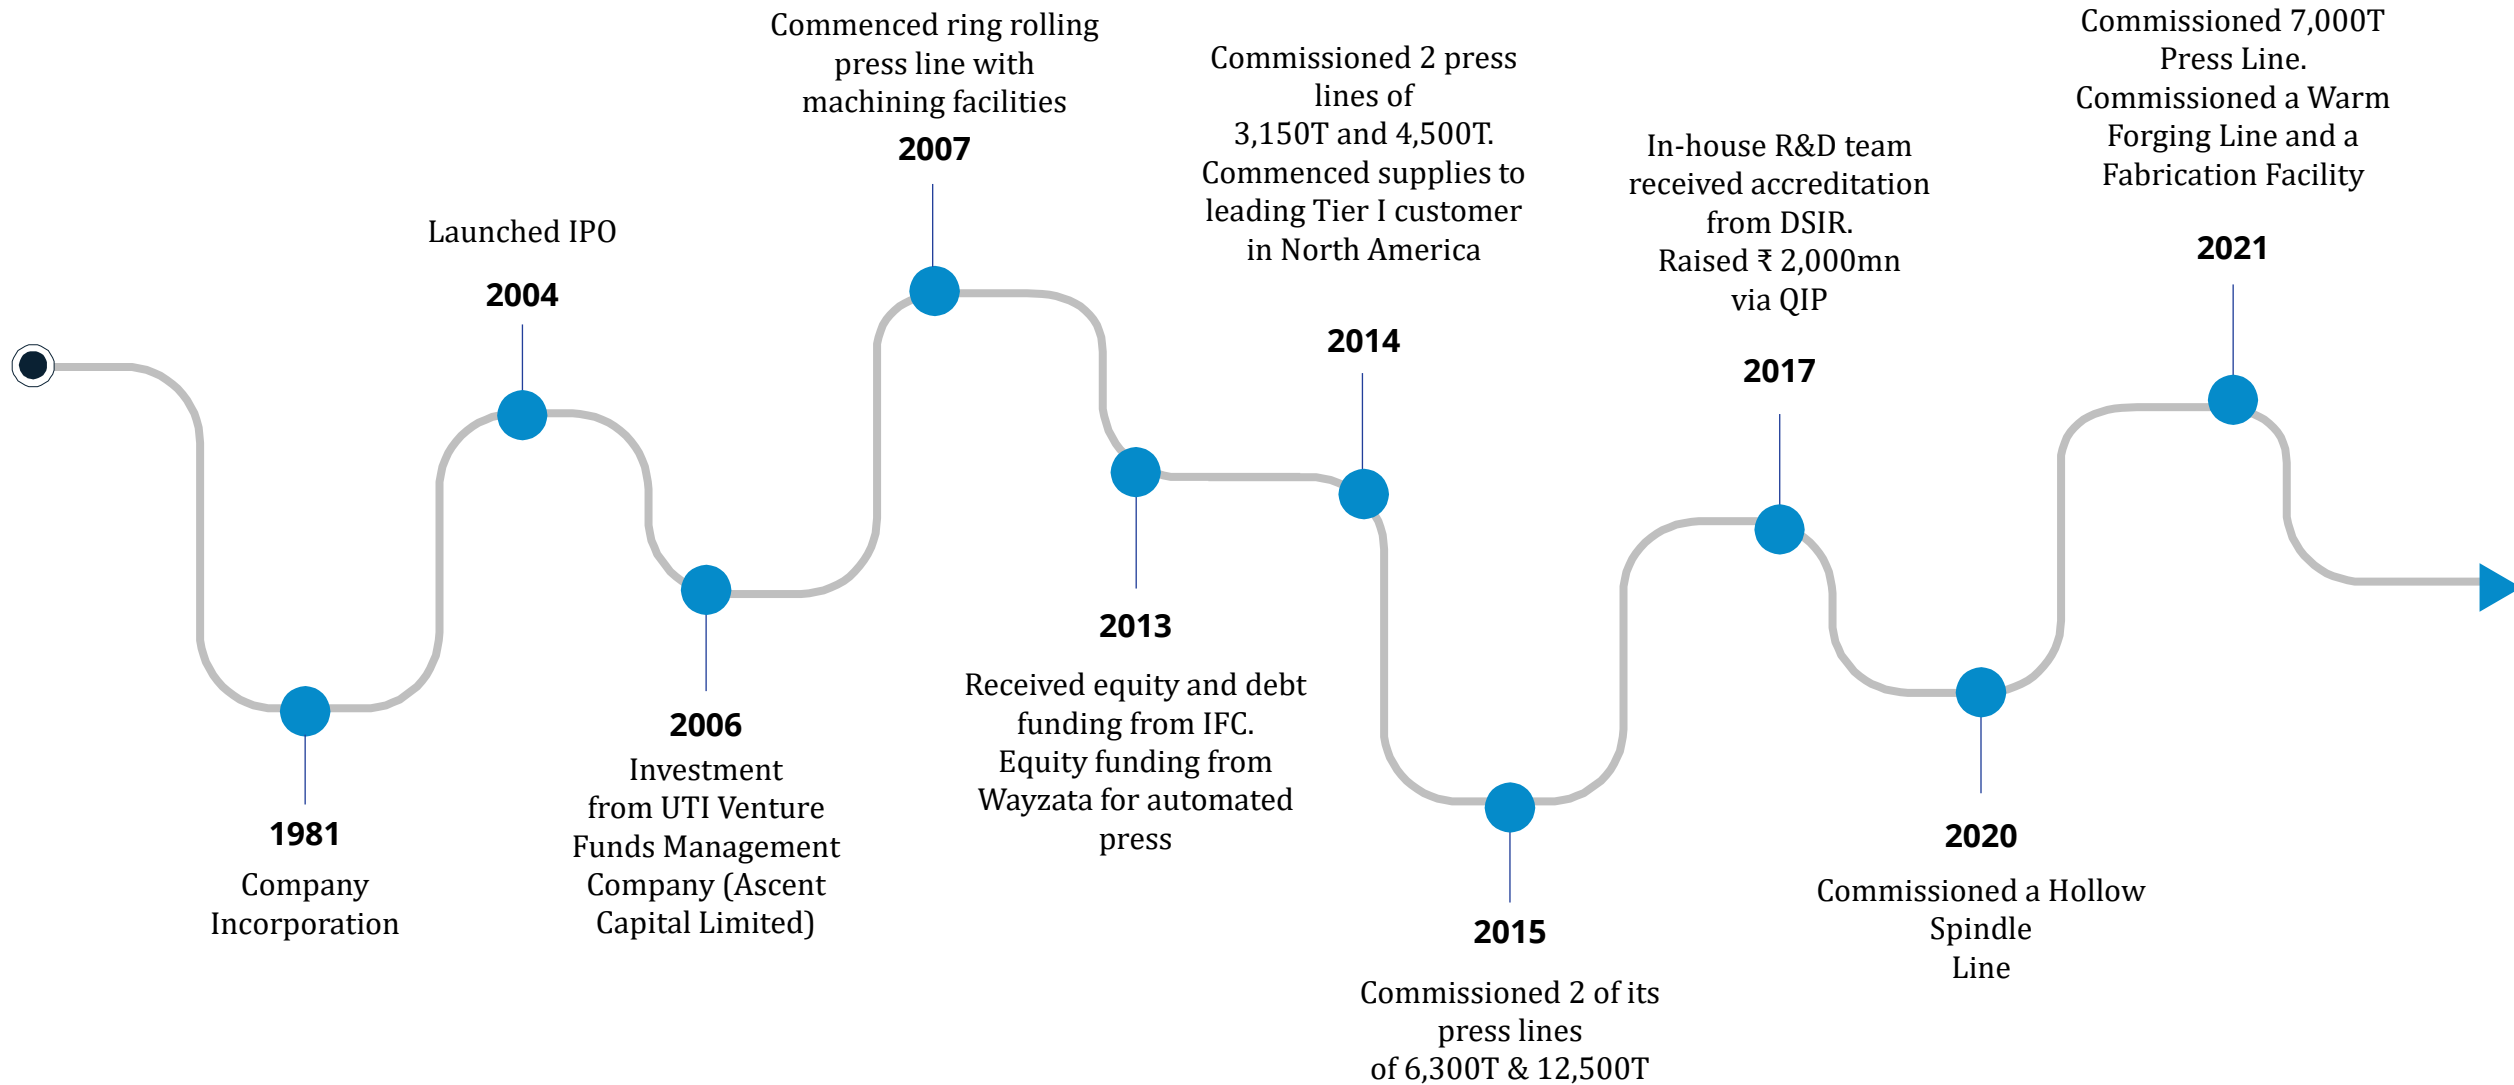 1981
Company
Incorporation
Launched IPO
2004
2006
Investment
from UTI Venture
Funds Management
Company (Ascent
Capital Limited)
Commenced ring rolling
press line with
machining facilities
2007
2013
Received equity and debt
funding from IFC.
Equity funding from
Wayzata for automated
press
Commissioned 2 press
lines of
3,150T and 4,500T.
Commenced supplies to
leading Tier I customer
in North America
2014
2015
Commissioned 2 of its
press lines
of 6,300T & 12,500T
In-house R&D team
received accreditation
from DSIR.
Raised ₹ 2,000mn
via QIP
2017
2020
Commissioned a Hollow
Spindle
Line
Commissioned 7,000T
Press Line.
Commissioned a Warm
Forging Line and a
Fabrication Facility
2021